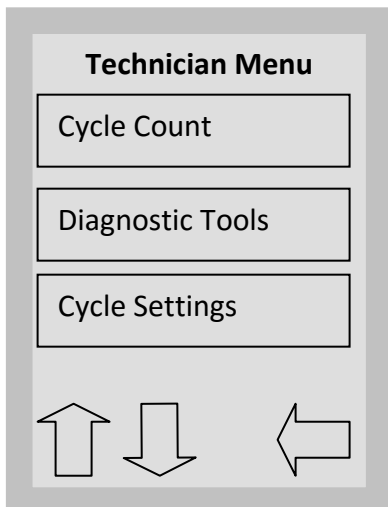 Technician Menu
Cycle Count
Diagnostic Tools
Cycle Settings